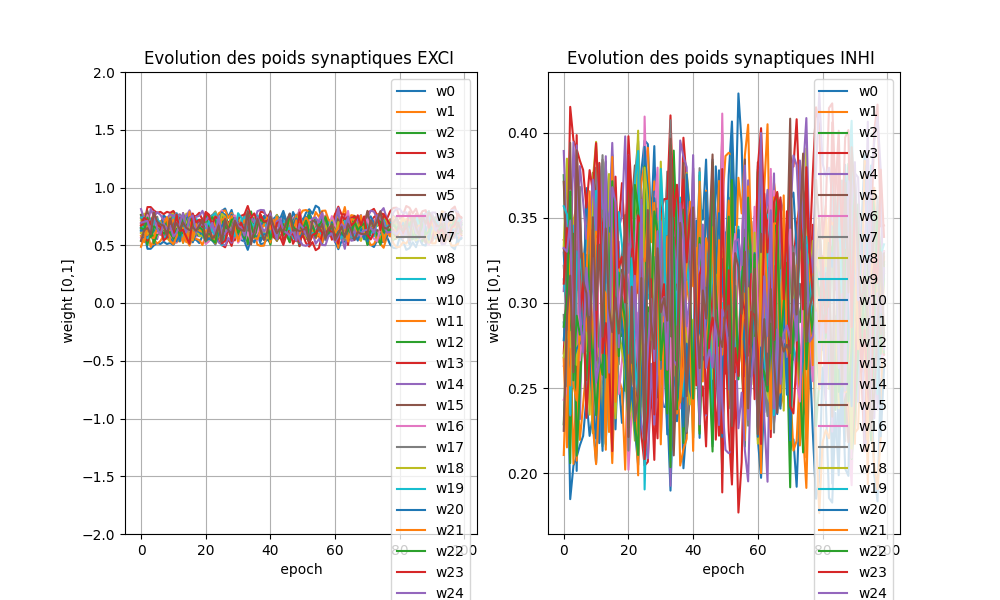 Evolution des poids synaptiques EXCI
2.0
1.5
1.0
0.5
0.0
−0.5
−1.0
−1.5
−2.0
weight [0,1]
0
20
40
60
80
100
epoch
w0
w1
w2
w3
w4
w5
w6
w7
w8
w9
w10
w11
w12
w13
w14
w15
w16
w17
w18
w19
w20
w21
w22
w23
w24
Evolution des poids synaptiques INHI
0.40
0.35
0.30
0.25
0.20
weight [0,1]
0
20
40
60
80
100
epoch
w0
w1
w2
w3
w4
w5
w6
w7
w8
w9
w10
w11
w12
w13
w14
w15
w16
w17
w18
w19
w20
w21
w22
w23
w24